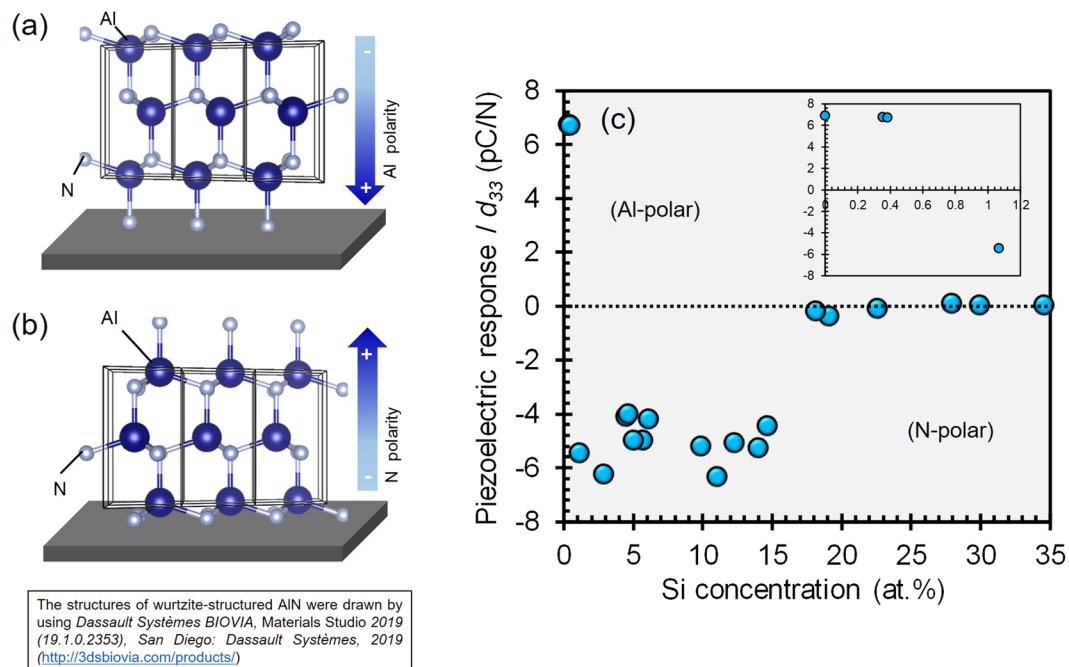 (a)
Al
N
-
Al polarity
+
(b)
Al
N
+
N polarity
-
The structures of wurtzite-structured AlN were drawn by
using Dassault Systèmes BIOVIA, Materials Studio 2019
(19.1.0.2353), San Diego: Dassault Systèmes, 2019
(http://3dsbiovia.com/products/)
(c)
Piezoelectric response / d33 (pC/N)
8
6
4
2
0
-2
-4
-6
-8
(Al-polar)
(N-polar)
8
6
4
2
0
-2
-4
-6
-8
0 0.2 0.4 0.6 0.8 1 1.2
0 5 10 15 20 25 30 35
Si concentration (at.%)